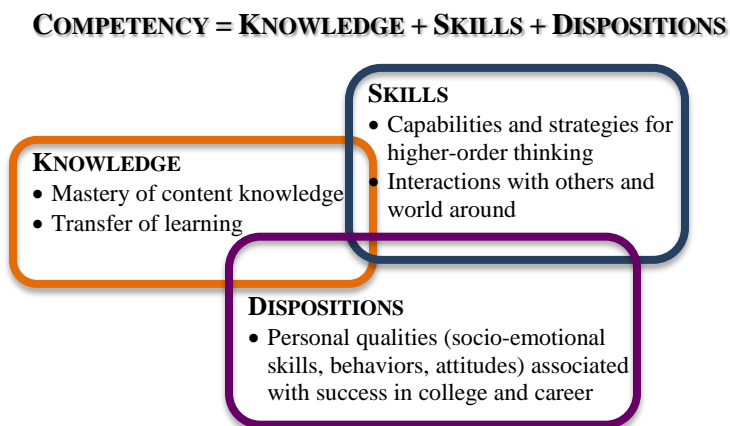 COMPETENCY = KNOWLEDGE + SKILLS + DISPOSITIONS
SKILLS
• Capabilities and strategies for
higher-order thinking
• Interactions with others and
world around
KNOWLEDGE
• Mastery of content knowledge
• Transfer of learning
DISPOSITIONS
• Personal qualities (socio-emotional
skills, behaviors, attitudes) associated
with success in college and career